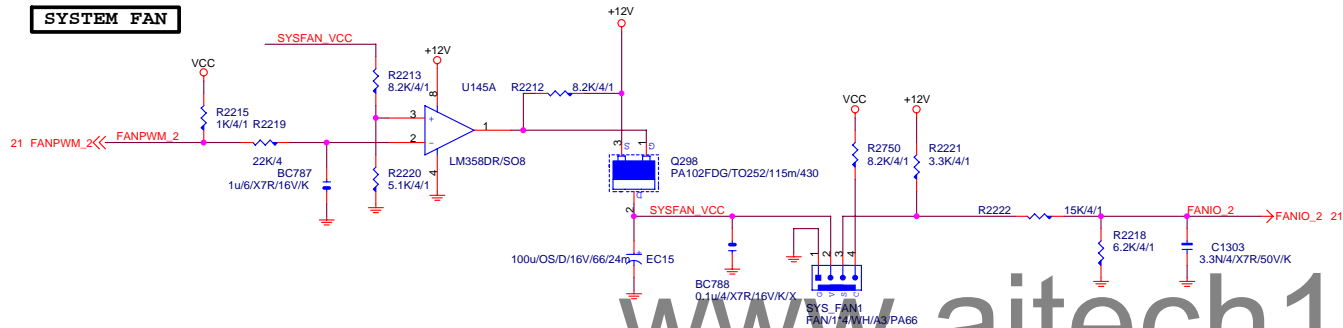 SYSTEM FAN
+12V
SYSFAN_VCC
+12V
VCC
R2213
8.2K/4/1
U145A
R2212
8.2K/4/1
8
3
+
1
2
-
4
LM358DR/SO8
R2215
1K/4/1
R2219
21 FANPWM_2
FANPWM_2
22K/4
BC787
1u/6/X7R/16V/K
R2220
5.1K/4/1
3
S
1
G
Q298
PA102FDG/TO252/115m/430
D
2
SYSFAN_VCC
100u/OS/D/16V/66/24m
+
EC15
BC788
0.1u/4/X7R/16V/K/X
VCC
+12V
R2750
8.2K/4/1
R2221
3.3K/4/1
R2222
15K/4/1
FANIO_2
FANIO_2 21
R2218
6.2K/4/1
C1303
3.3N/4/X7R/50V/K
1
2
3
4
G
V
S
C
SYS_FAN1
FAN/1*4/WH/A3/PA66
www.aitech1